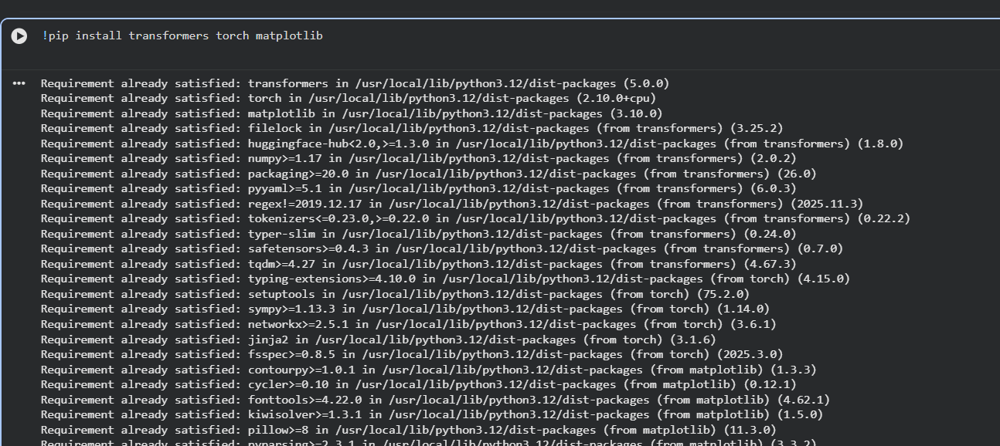 !pip install transformers torch matplotlib
Requirement already satisfied: transformers in /usr/local/lib/python3.12/dist-packages (5.0.0)
Requirement already satisfied: torch in /usr/local/lib/python3.12/dist-packages (2.10.0+cpu)
Requirement already satisfied: matplotlib in /usr/local/lib/python3.12/dist-packages (3.10.0)
Requirement already satisfied: filelock in /usr/local/lib/python3.12/dist-packages (from transformers) (3.25.2)
Requirement already satisfied: huggingface-hub<2.0,>=1.3.0 in /usr/local/lib/python3.12/dist-packages (from transformers) (1.8.0)
Requirement already satisfied: numpy>=1.17 in /usr/local/lib/python3.12/dist-packages (from transformers) (2.0.2)
Requirement already satisfied: packaging>=20.0 in /usr/local/lib/python3.12/dist-packages (from transformers) (26.0)
Requirement already satisfied: pyyaml>=5.1 in /usr/local/lib/python3.12/dist-packages (from transformers) (6.0.3)
Requirement already satisfied: regex!=2019.12.17 in /usr/local/lib/python3.12/dist-packages (from transformers) (2025.11.3)
Requirement already satisfied: tokenizers<=0.23.0,>=0.22.0 in /usr/local/lib/python3.12/dist-packages (from transformers) (0.22.2)
Requirement already satisfied: typer-slim in /usr/local/lib/python3.12/dist-packages (from transformers) (0.24.0)
Requirement already satisfied: safetensors>=0.4.3 in /usr/local/lib/python3.12/dist-packages (from transformers) (0.7.0)
Requirement already satisfied: tqdm>=4.27 in /usr/local/lib/python3.12/dist-packages (from transformers) (4.67.3)
Requirement already satisfied: typing-extensions>=4.10.0 in /usr/local/lib/python3.12/dist-packages (from torch) (4.15.0)
Requirement already satisfied: setuptools in /usr/local/lib/python3.12/dist-packages (from torch) (75.2.0)
Requirement already satisfied: sympy>=1.13.3 in /usr/local/lib/python3.12/dist-packages (from torch) (1.14.0)
Requirement already satisfied: networkx>=2.5.1 in /usr/local/lib/python3.12/dist-packages (from torch) (3.6.1)
Requirement already satisfied: jinja2 in /usr/local/lib/python3.12/dist-packages (from torch) (3.1.6)
Requirement already satisfied: fsspec>=0.8.5 in /usr/local/lib/python3.12/dist-packages (from torch) (2025.3.0)
Requirement already satisfied: contourpy>=1.0.1 in /usr/local/lib/python3.12/dist-packages (from matplotlib) (1.3.3)
Requirement already satisfied: cycler>=0.10 in /usr/local/lib/python3.12/dist-packages (from matplotlib) (0.12.1)
Requirement already satisfied: fonttools>=4.22.0 in /usr/local/lib/python3.12/dist-packages (from matplotlib) (4.62.1)
Requirement already satisfied: kiwisolver>=1.3.1 in /usr/local/lib/python3.12/dist-packages (from matplotlib) (1.5.0)
Requirement already satisfied: pillow>=8 in /usr/local/lib/python3.12/dist-packages (from matplotlib) (11.3.0)
Requirement already satisfied: pyparsing>=2.3.1 in /usr/local/lib/python3.12/dist-packages (from matplotlib) (3.3.2)